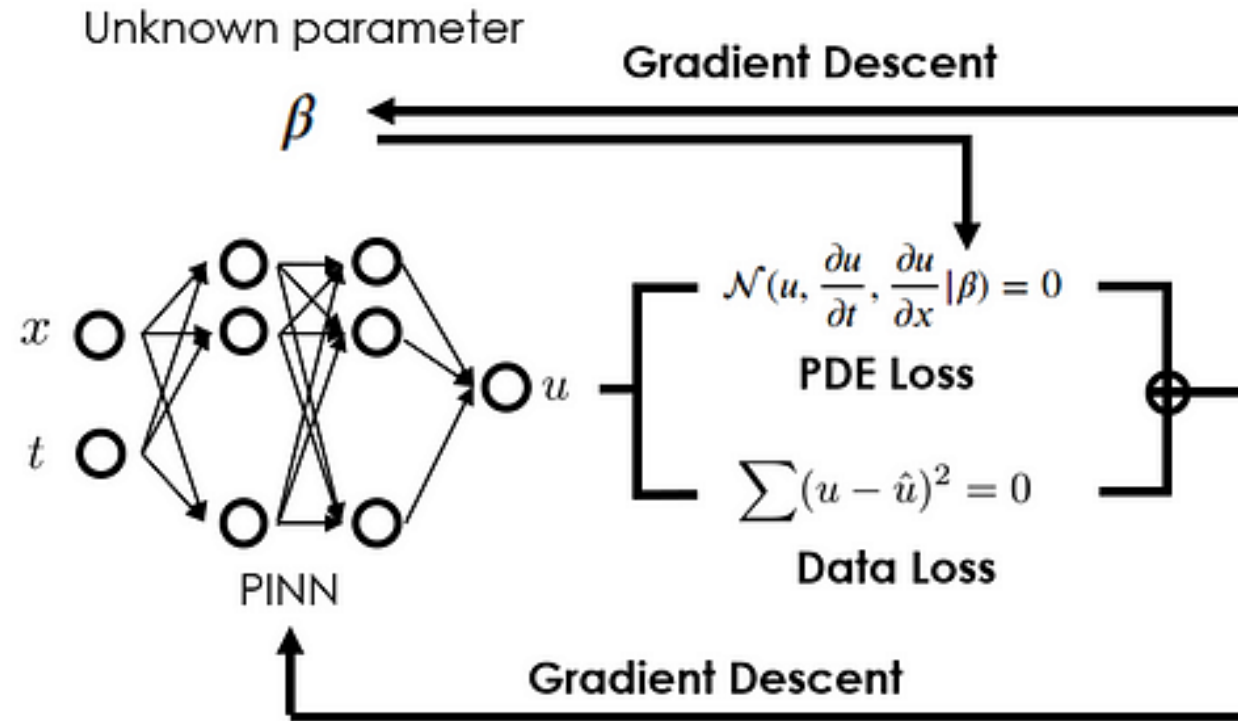 Unknown parameter
Gradient Descent
β
𝒩(u, ∂u/∂t, ∂u/∂x |β) = 0
x
PDE Loss
u
t
∑(u − û)² = 0
Data Loss
PINN
Gradient Descent